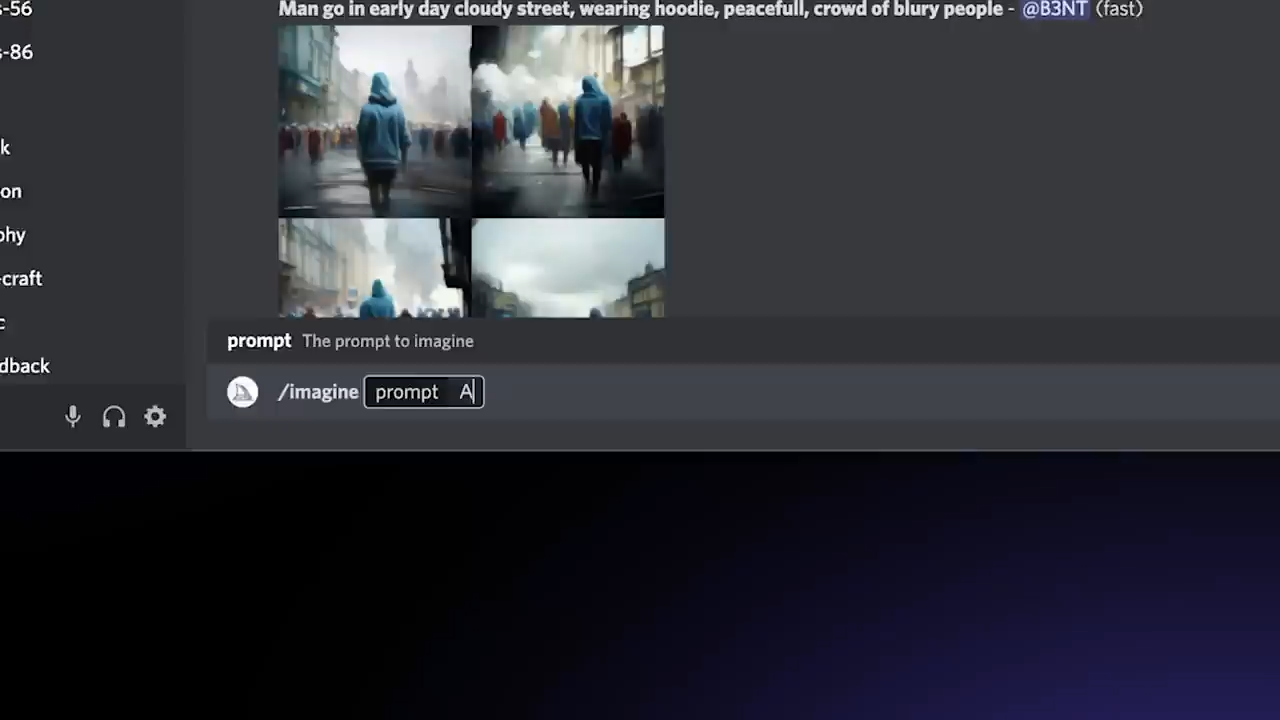 s-56
s-86
k
on
phy
-craft
c
dback
Man go in early day cloudy street, wearing hoodie, peacefull, crowd of blury people - @B3NT (fast)
prompt The prompt to imagine
/imagine prompt A